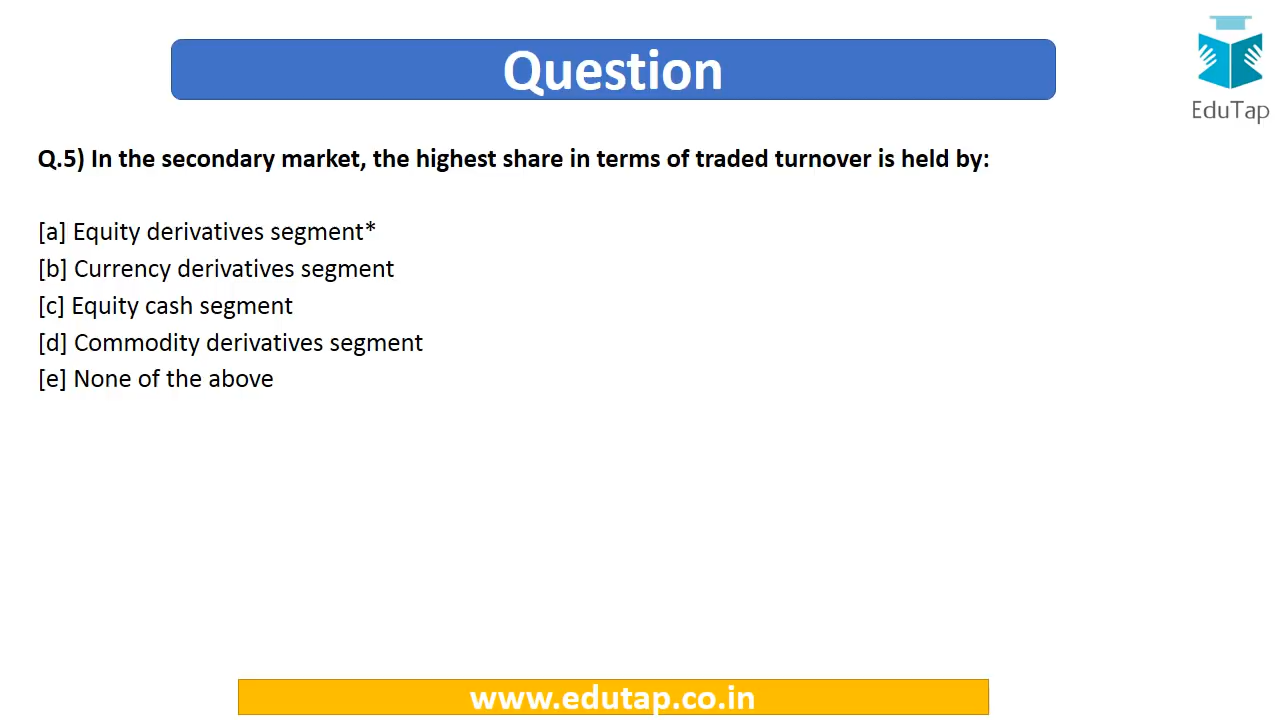 Question
EduTap
Q.5) In the secondary market, the highest share in terms of traded turnover is held by:
[a] Equity derivatives segment*
[b] Currency derivatives segment
[c] Equity cash segment
[d] Commodity derivatives segment
[e] None of the above
www.edutap.co.in